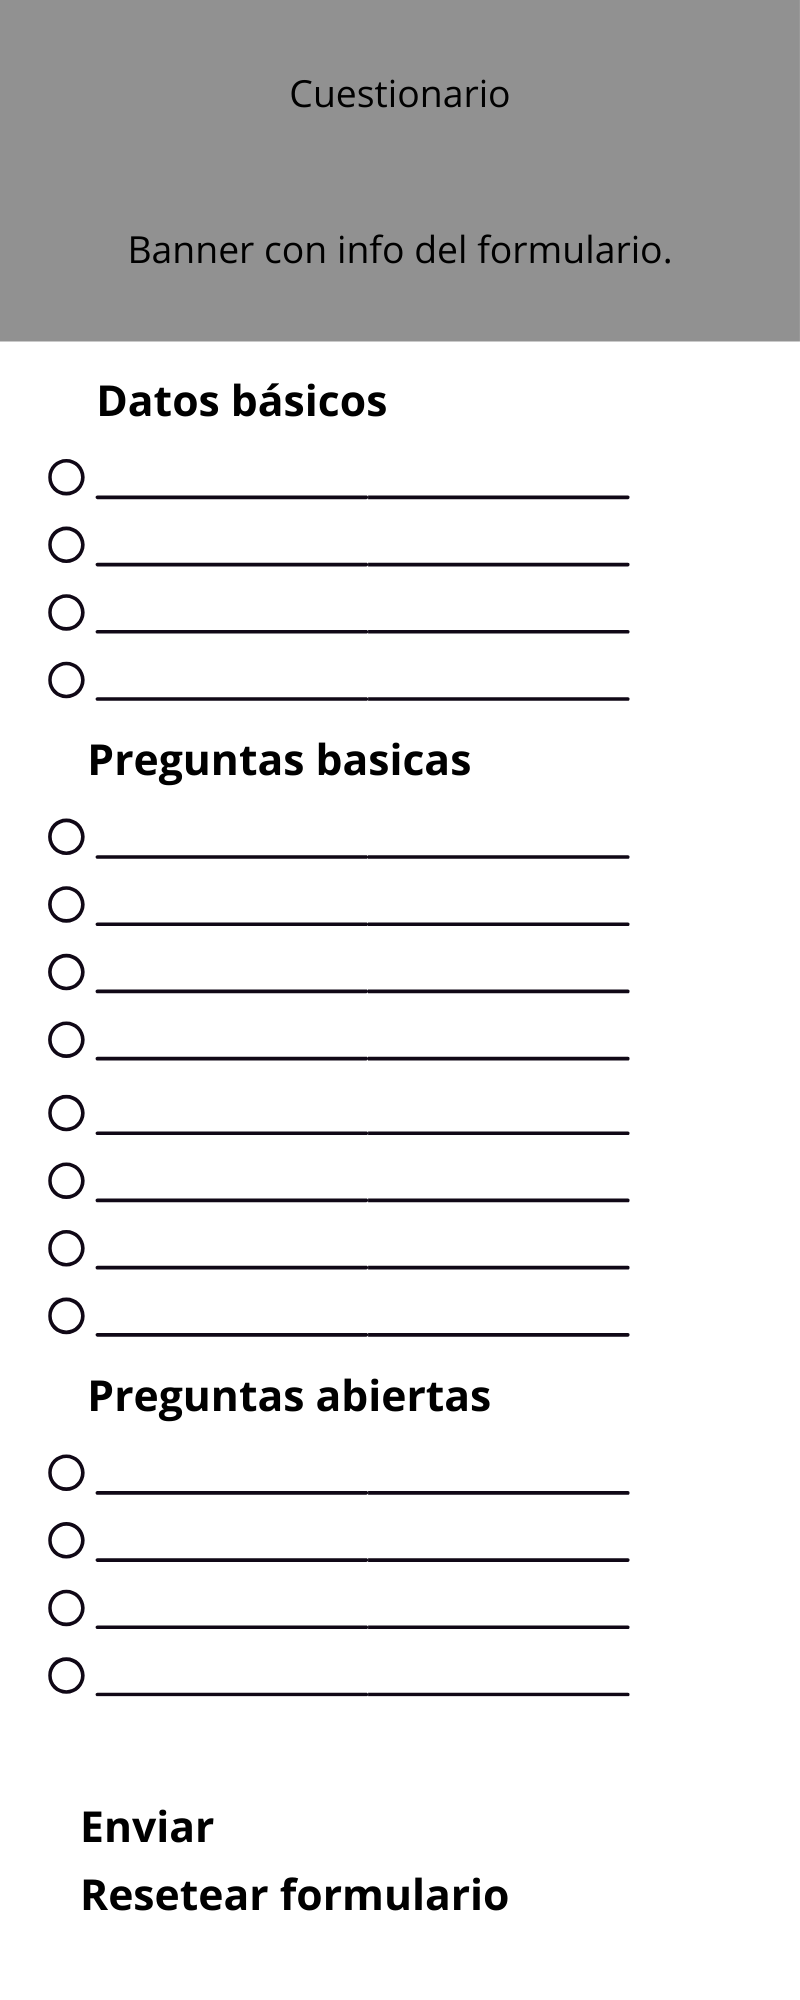 Cuestionario
Banner con info del formulario.
Datos básicos
Preguntas basicas
Preguntas abiertas
Enviar
Resetear formulario